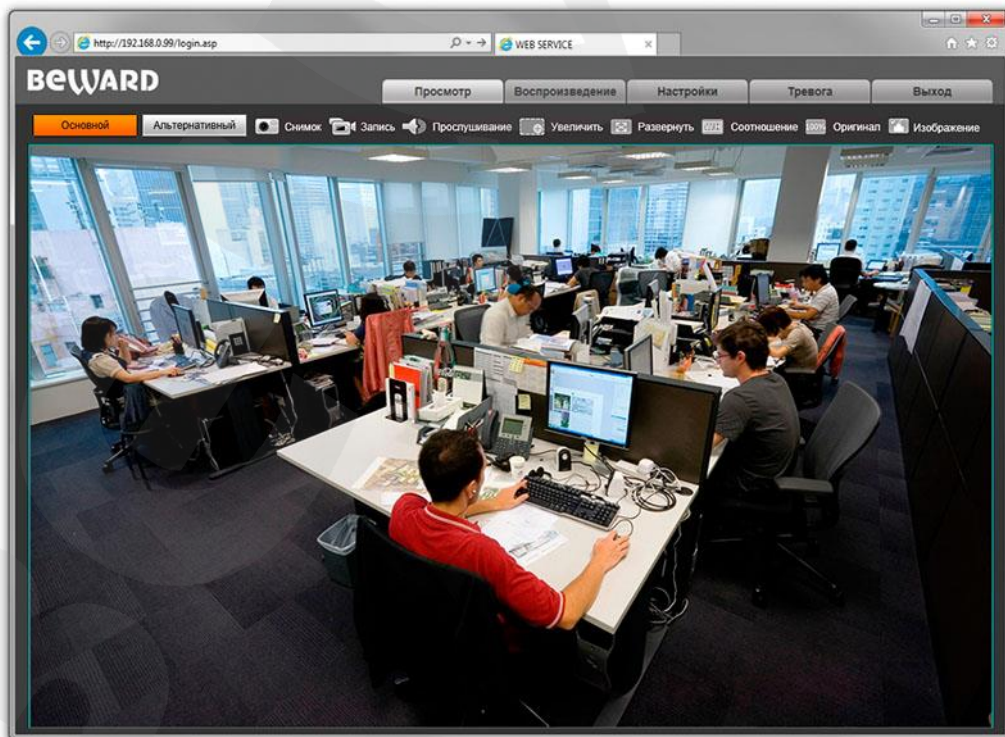 http://192.168.0.99/login.asp
WEB SERVICE
BEWARD
Просмотр
Воспроизведение
Настройки
Тревога
Выход
Основной
Альтернативный
Снимок
Запись
Прослушивание
Увеличить
Развернуть
Соотношение
100%
Оригинал
Изображение